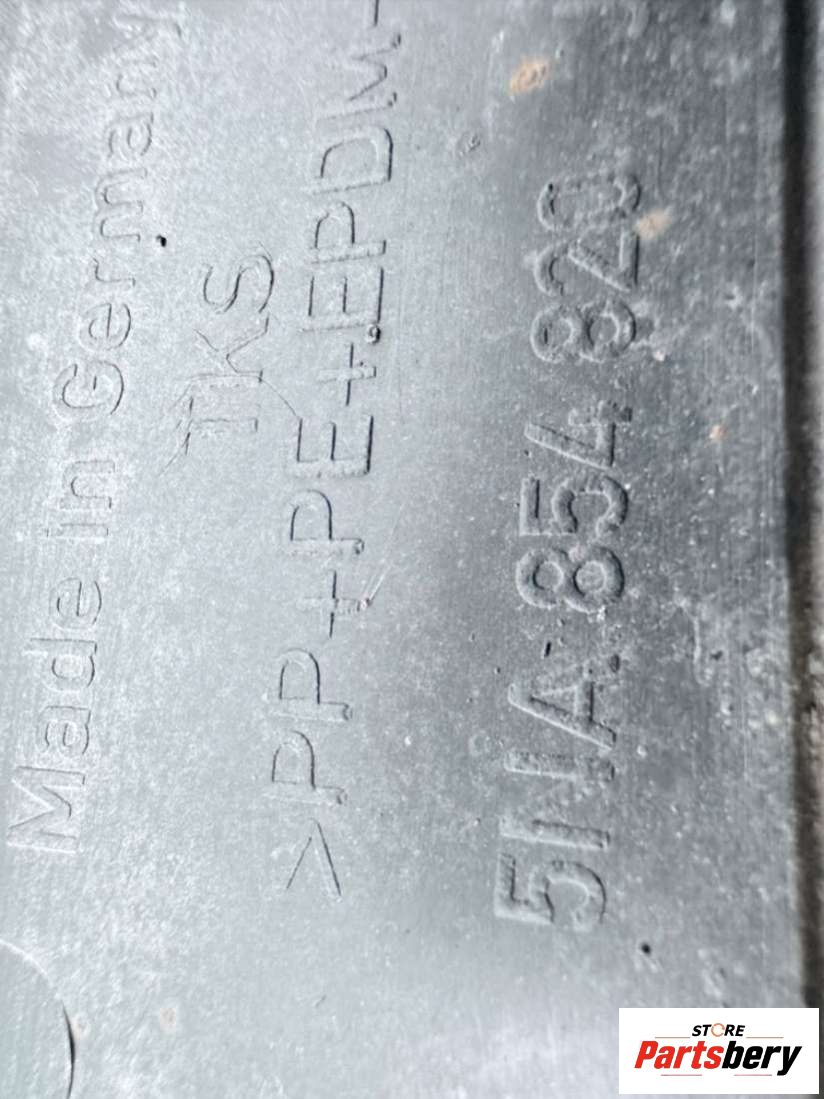 Made in Germany
TKS
>PP+PE+EPDM-
5NA.854 820
STORE
Partsbery